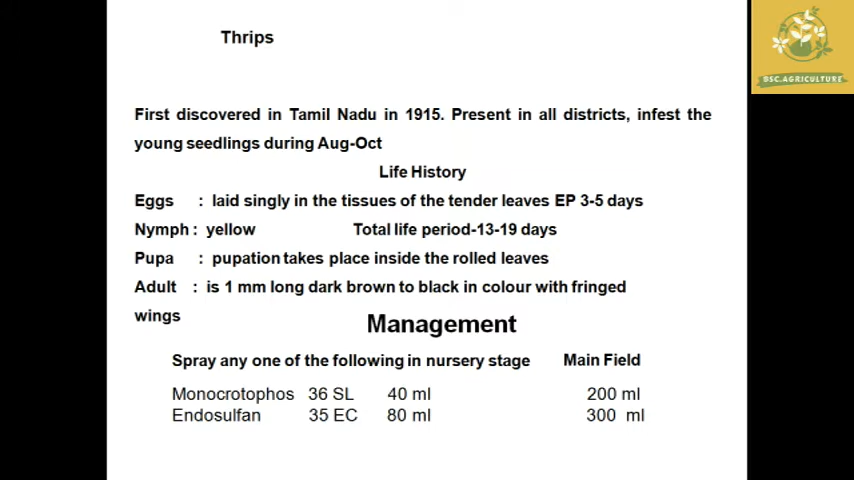 Thrips
BSC.AGRICULTURE
First discovered in Tamil Nadu in 1915. Present in all districts, infest the
young seedlings during Aug-Oct
Life History
Eggs : laid singly in the tissues of the tender leaves EP 3-5 days
Nymph : yellow Total life period-13-19 days
Pupa : pupation takes place inside the rolled leaves
Adult : is 1 mm long dark brown to black in colour with fringed
wings
Management
Spray any one of the following in nursery stage Main Field
Monocrotophos 36 SL 40 ml 200 ml
Endosulfan 35 EC 80 ml 300 ml